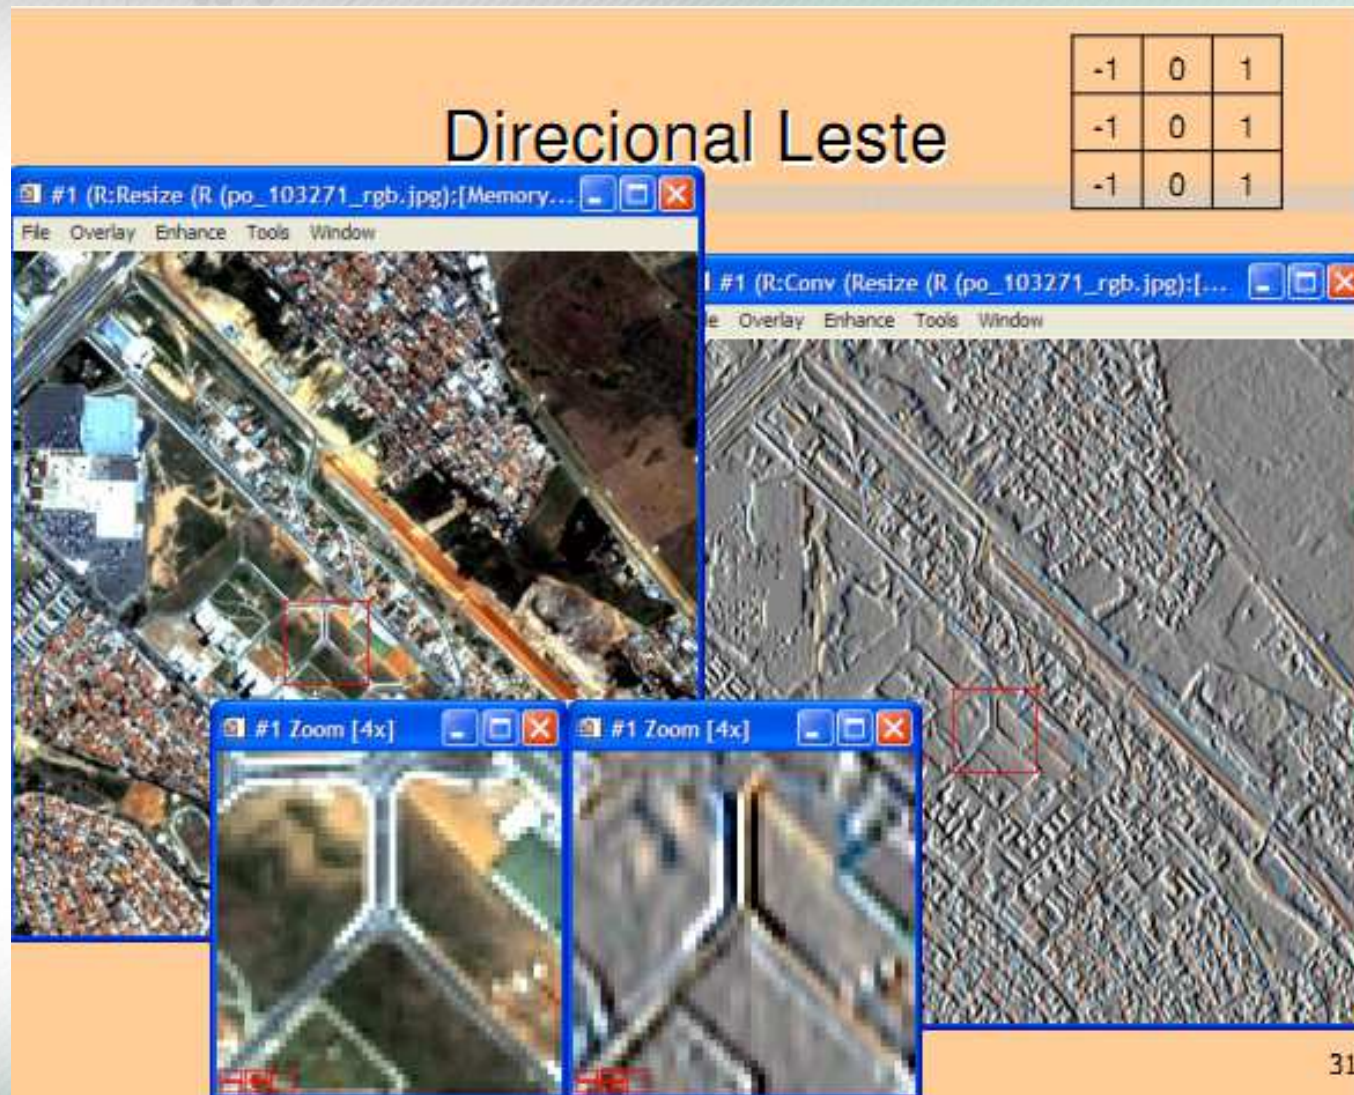 -1 0 1
Direcional Leste
-1 0 1
-1 0 1
#1 (R:Resize (R (po_103271_rgb.jpg):[Memory...
File Overlay Enhance Tools Window
#1 (R:Conv (Resize (R (po_103271_rgb.jpg):[...
Overlay Enhance Tools Window
#1 Zoom [4x]
#1 Zoom [4x]
31